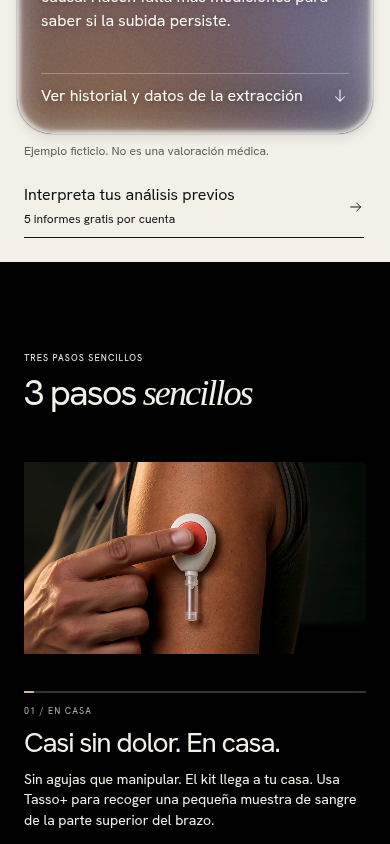 saber si la subida persiste.
Ver historial y datos de la extracción
Ejemplo ficticio. No es una valoración médica.
Interpreta tus análisis previos
5 informes gratis por cuenta
TRES PASOS SENCILLOS
3 pasos sencillos
01 / EN CASA
Casi sin dolor. En casa.
Sin agujas que manipular. El kit llega a tu casa. Usa
Tasso+ para recoger una pequeña muestra de sangre
de la parte superior del brazo.